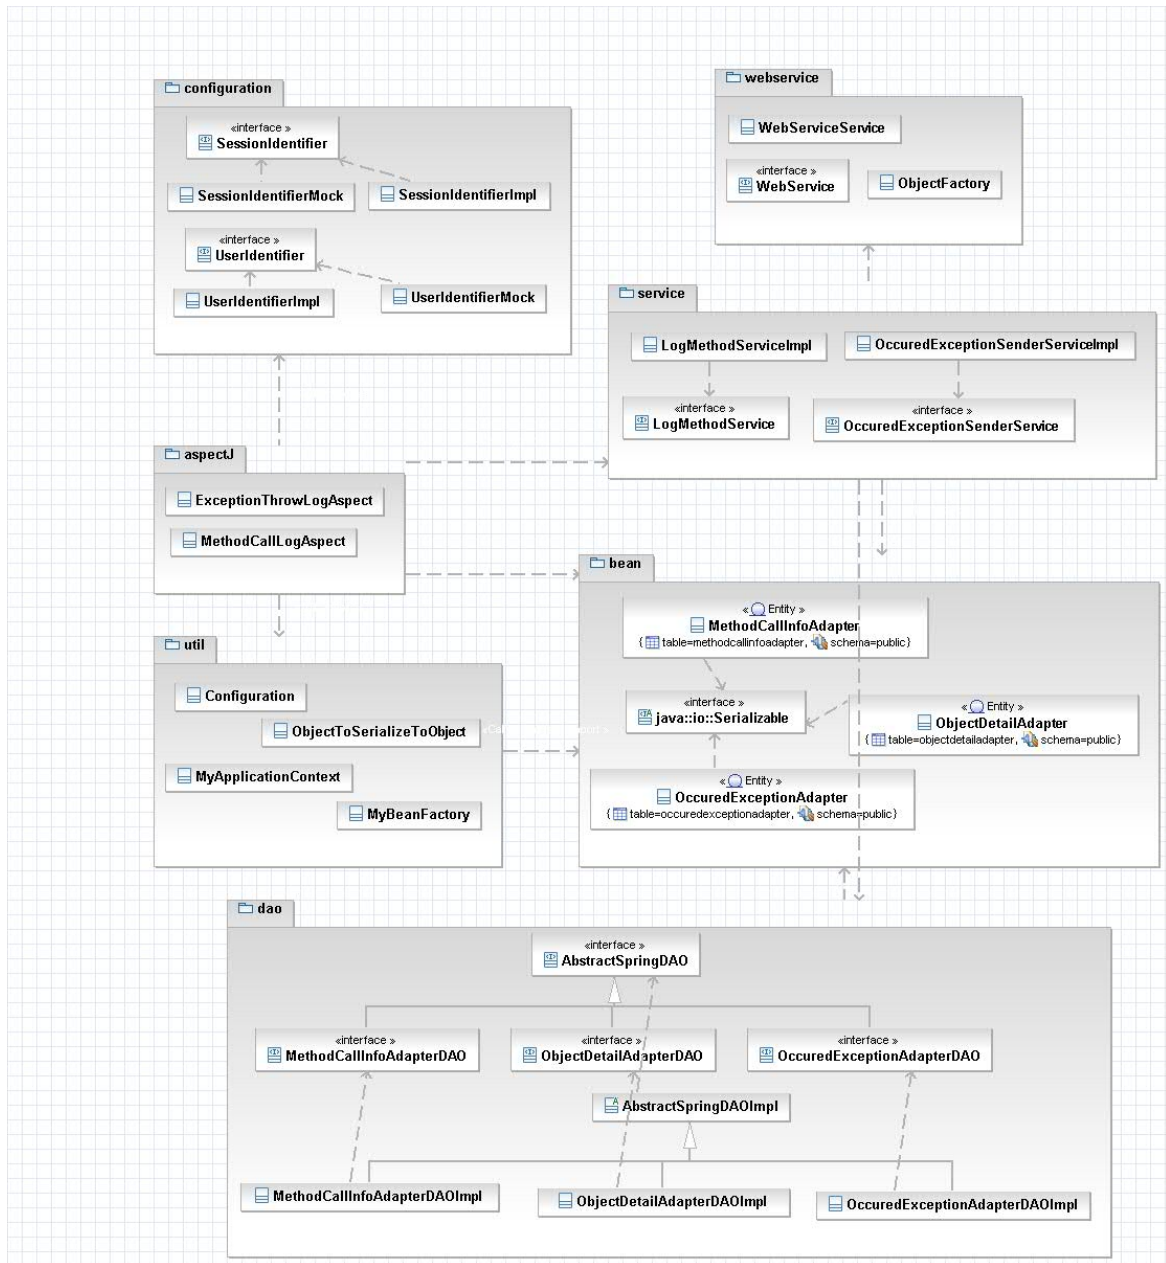 configuration
«interface »
SessionIdentifier
SessionIdentifierMock
SessionIdentifierImpl
«interface »
UserIdentifier
UserIdentifierImpl
UserIdentifierMock
webservice
WebServiceService
«interface »
WebService
ObjectFactory
service
LogMethodServiceImpl
OccuredExceptionSenderServiceImpl
«interface »
LogMethodService
«interface »
OccuredExceptionSenderService
aspectJ
ExceptionThrowLogAspect
MethodCallLogAspect
util
Configuration
ObjectToSerializeToObject
MyApplicationContext
MyBeanFactory
bean
« Entity »
MethodCallInfoAdapter
{ table=methodcallinfoadapter, schema=public}
«interface »
java::io::Serializable
« Entity »
ObjectDetailAdapter
{ table=objectdetailadapter, schema=public}
« Entity »
OccuredExceptionAdapter
{ table=occuredexceptionadapter, schema=public}
dao
«interface »
AbstractSpringDAO
«interface »
MethodCallInfoAdapterDAO
«interface »
ObjectDetailAdapterDAO
«interface »
OccuredExceptionAdapterDAO
AbstractSpringDAOImpl
MethodCallInfoAdapterDAOImpl
ObjectDetailAdapterDAOImpl
OccuredExceptionAdapterDAOImpl